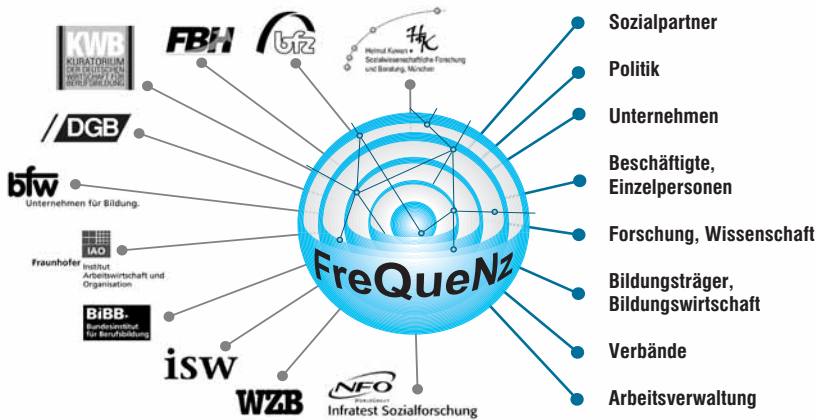 KWB
KURATORIUM
DER DEUTSCHEN
WIRTSCHAFT FÜR
BERUFSBILDUNG
FBH
bfz
HK
Helmut Kuwan •
Sozialwissenschaftliche Forschung
und Beratung, München
DGB
bfw
Unternehmen für Bildung.
IAO
Fraunhofer Institut
Arbeitswirtschaft und
Organisation
BiBB.
Bundesinstitut
für Berufsbildung
isw
WZB
NFO
WORLDGROUP
Infratest Sozialforschung
FreQueNz
Sozialpartner
Politik
Unternehmen
Beschäftigte,
Einzelpersonen
Forschung, Wissenschaft
Bildungsträger,
Bildungswirtschaft
Verbände
Arbeitsverwaltung